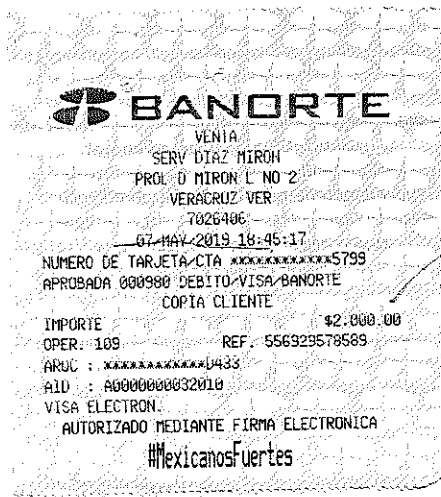 BANORTE
VENTA
SERV DIAZ MIRON
PROL D MIRON L NO 2
VERACRUZ VER
7026406
07-MAY-2019 18:45:17
NUMERO DE TARJETA/CTA ************5799
APROBADA 000980 DEBITO/VISA/BANORTE
COPIA CLIENTE
IMPORTE $2,000.00
OPER. 109 REF. 556929578589
ARQC : ************D433
AID : A0000000032010
VISA ELECTRON.
AUTORIZADO MEDIANTE FIRMA ELECTRONICA
#MexicanosFuertes